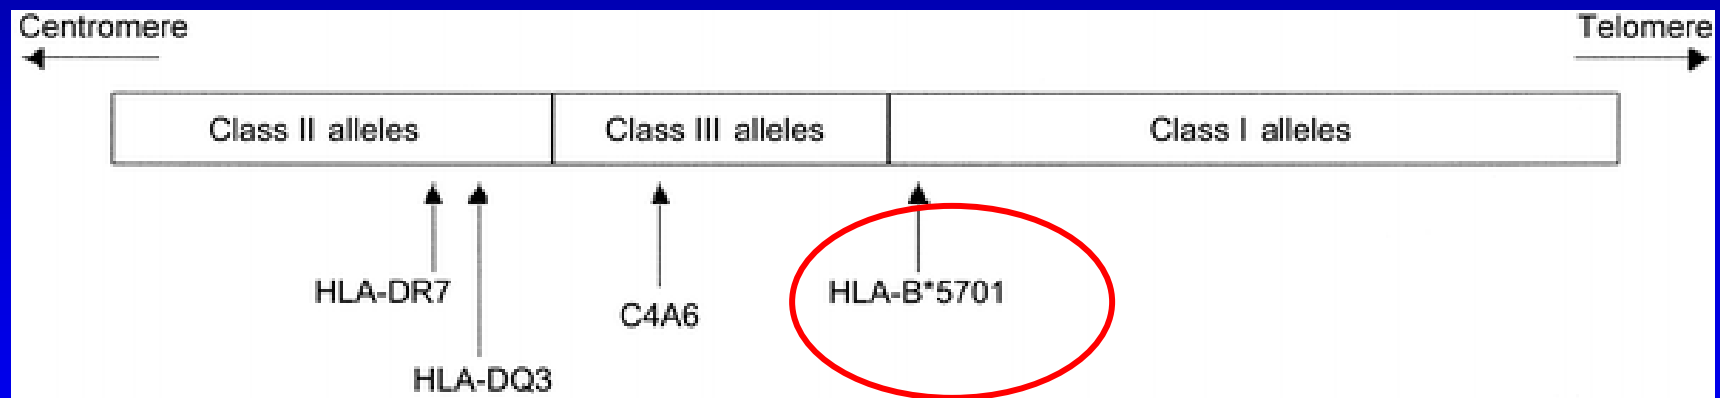 Centromere
Telomere
Class II alleles
Class III alleles
Class I alleles
HLA-DR7
HLA-B*5701
C4A6
HLA-DQ3